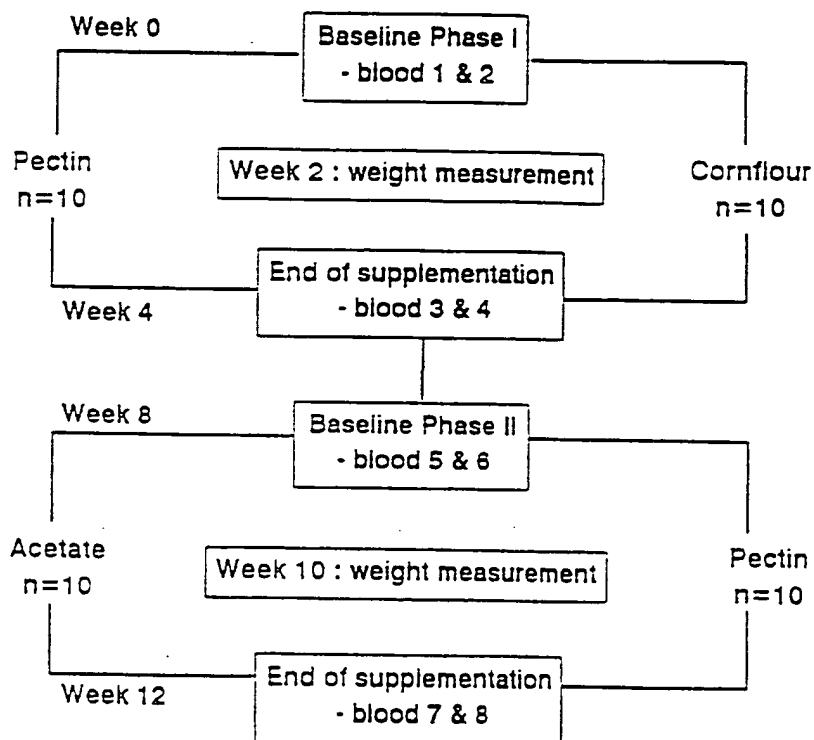 Week 0
Baseline Phase I
- blood 1 & 2
Pectin
n=10
Week 2 : weight measurement
Cornflour
n=10
End of supplementation
- blood 3 & 4
Week 4
Week 8
Baseline Phase II
- blood 5 & 6
Acetate
n=10
Week 10 : weight measurement
Pectin
n=10
Week 12
End of supplementation
- blood 7 & 8